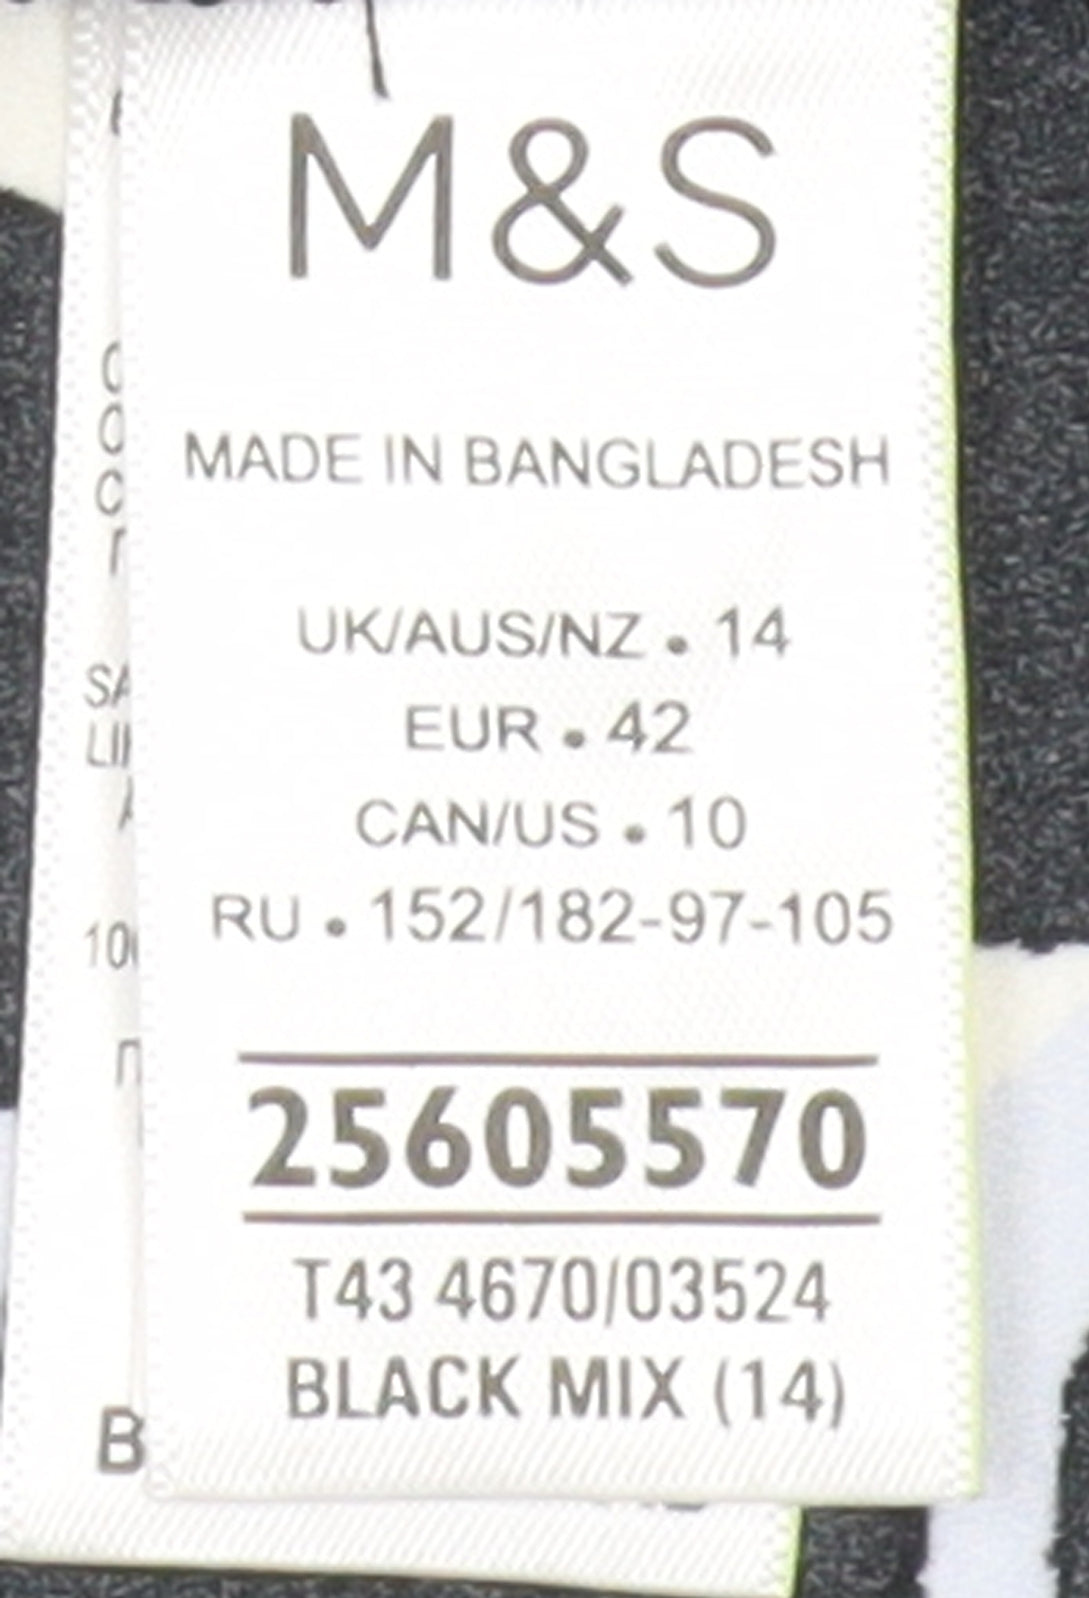 M&S
MADE IN BANGLADESH
UK/AUS/NZ • 14
EUR • 42
CAN/US • 10
RU • 152/182-97-105
25605570
T43 4670/03524
BLACK MIX (14)